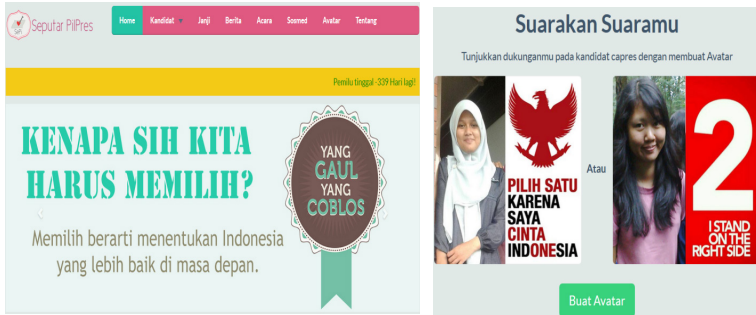 Seputar PilPres
Home Kandidat Janji Berita Acara Sosmed Avatar Tentang
Pemilu tinggal -339 Hari lagi!
KENAPA SIH KITA
HARUS MEMILIH?
Memilih berarti menentukan Indonesia
yang lebih baik di masa depan.
YANG
GAUL
YANG
COBLOS
Suarakan Suaramu
Tunjukkan dukunganmu pada kandidat capres dengan membuat Avatar
PILIH SATU
KARENA
SAYA
CINTA
INDONESIA
Atau
2
I STAND
ON THE
RIGHT SIDE
Buat Avatar